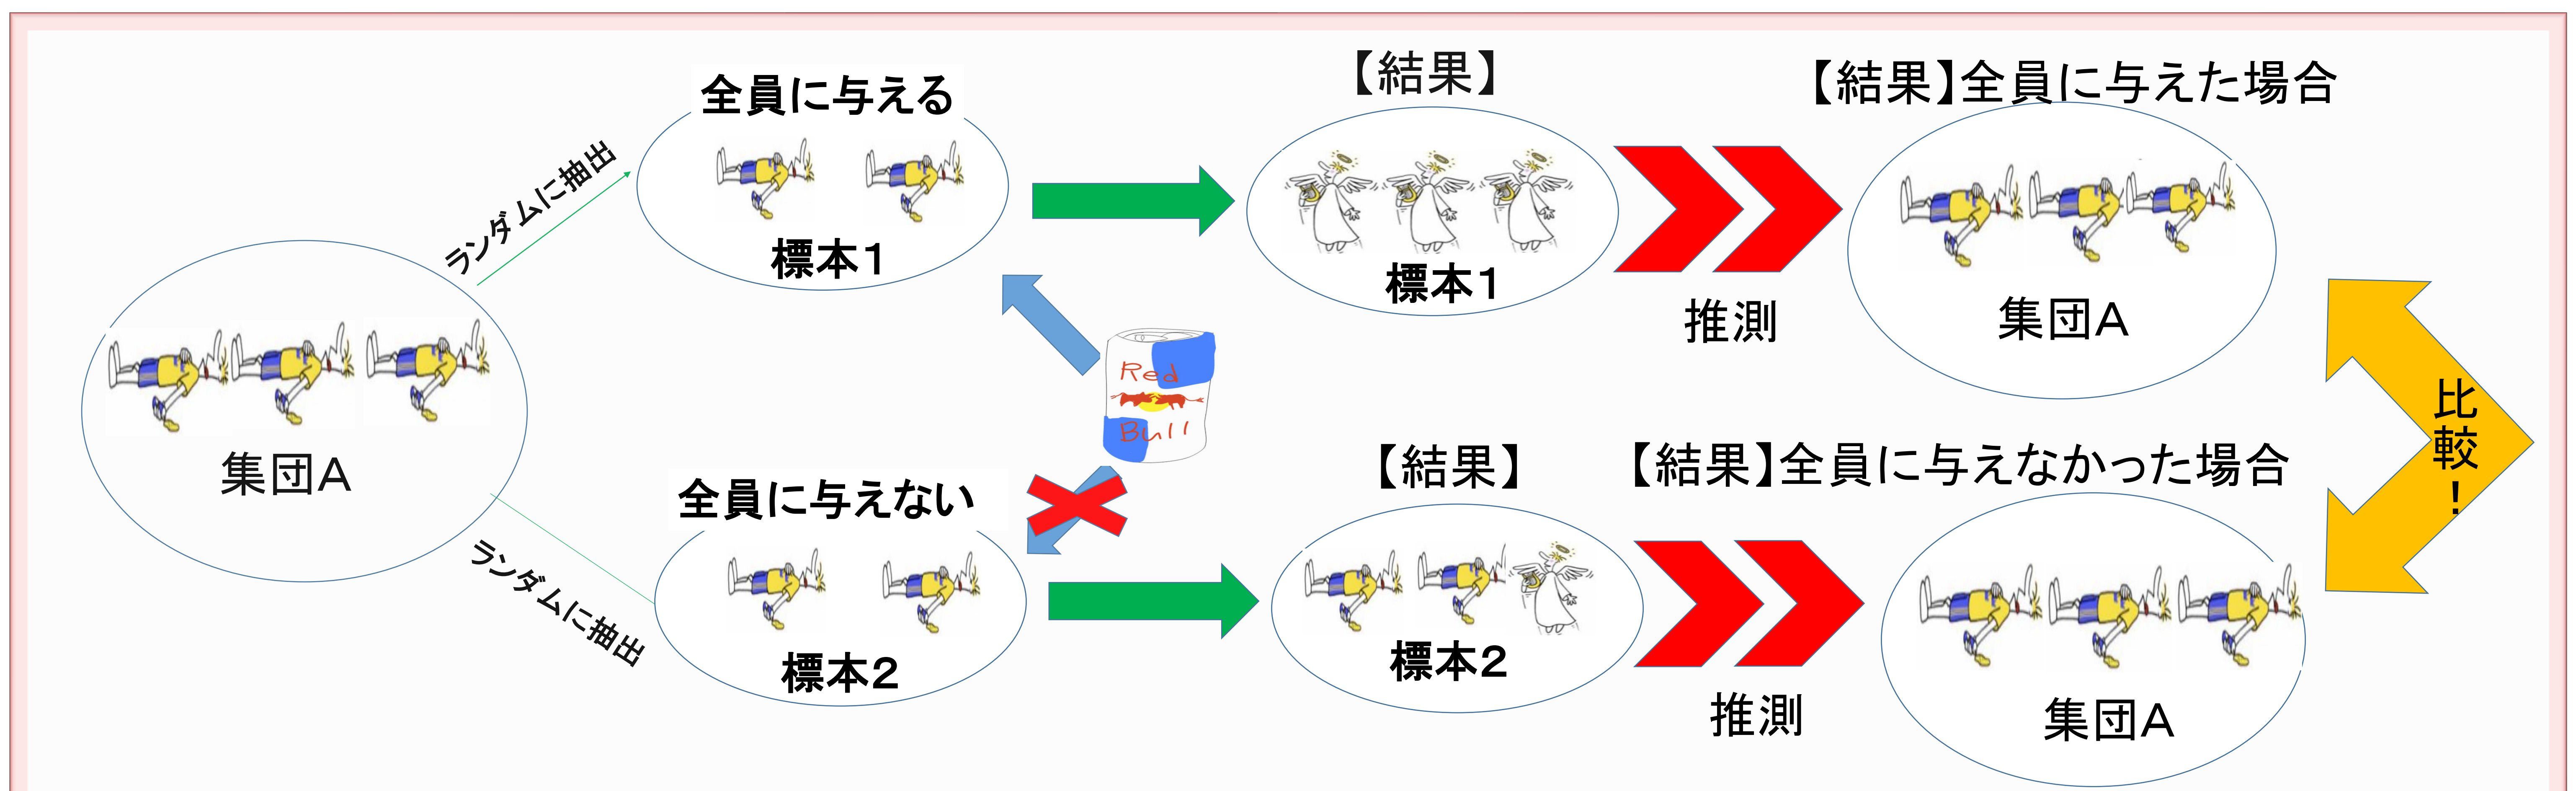 【結果】
【結果】全員に与えた場合
全員に与える
ランダムに抽出
標本1
標本1
推測
集団A
集団A
Red
Bull
比較！
全員に与えない
【結果】
【結果】全員に与えなかった場合
ランダムに抽出
標本2
標本2
推測
集団A